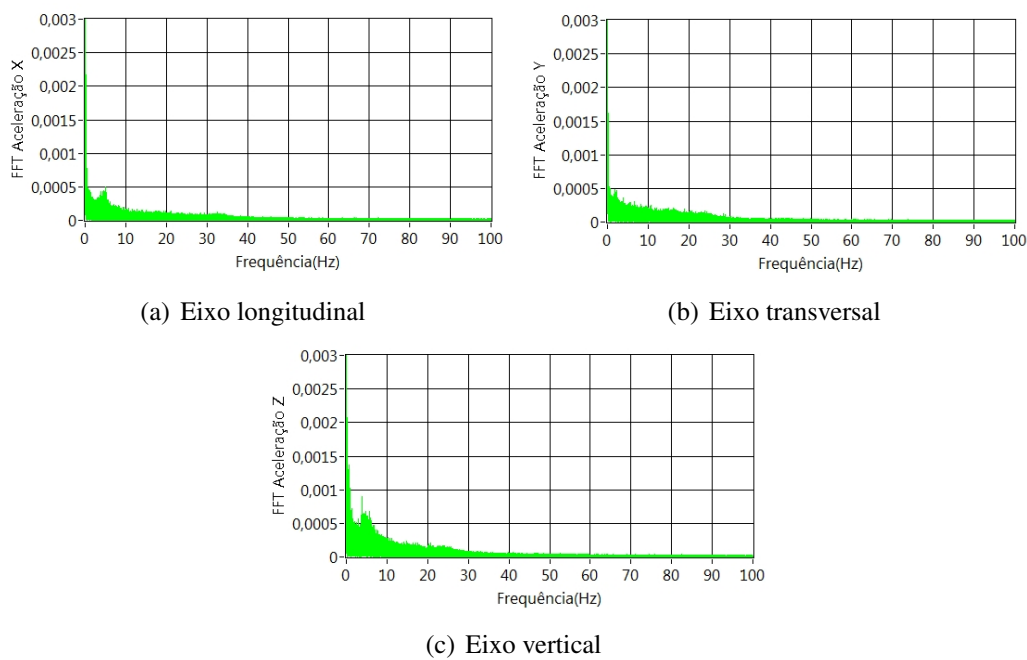 FFT Aceleração X
0,003
0,0025
0,002
0,0015
0,001
0,0005
0
0 10 20 30 40 50 60 70 80 90 100
Frequência(Hz)
(a) Eixo longitudinal
FFT Aceleração Y
0,003
0,0025
0,002
0,0015
0,001
0,0005
0
0 10 20 30 40 50 60 70 80 90 100
Frequência(Hz)
(b) Eixo transversal
FFT Aceleração Z
0,003
0,0025
0,002
0,0015
0,001
0,0005
0
0 10 20 30 40 50 60 70 80 90 100
Frequência(Hz)
(c) Eixo vertical